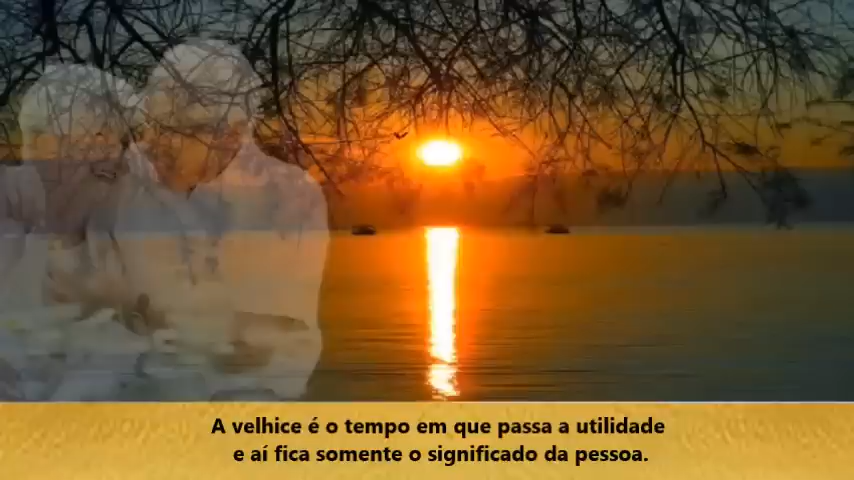 A velhice é o tempo em que passa a utilidade
e aí fica somente o significado da pessoa.